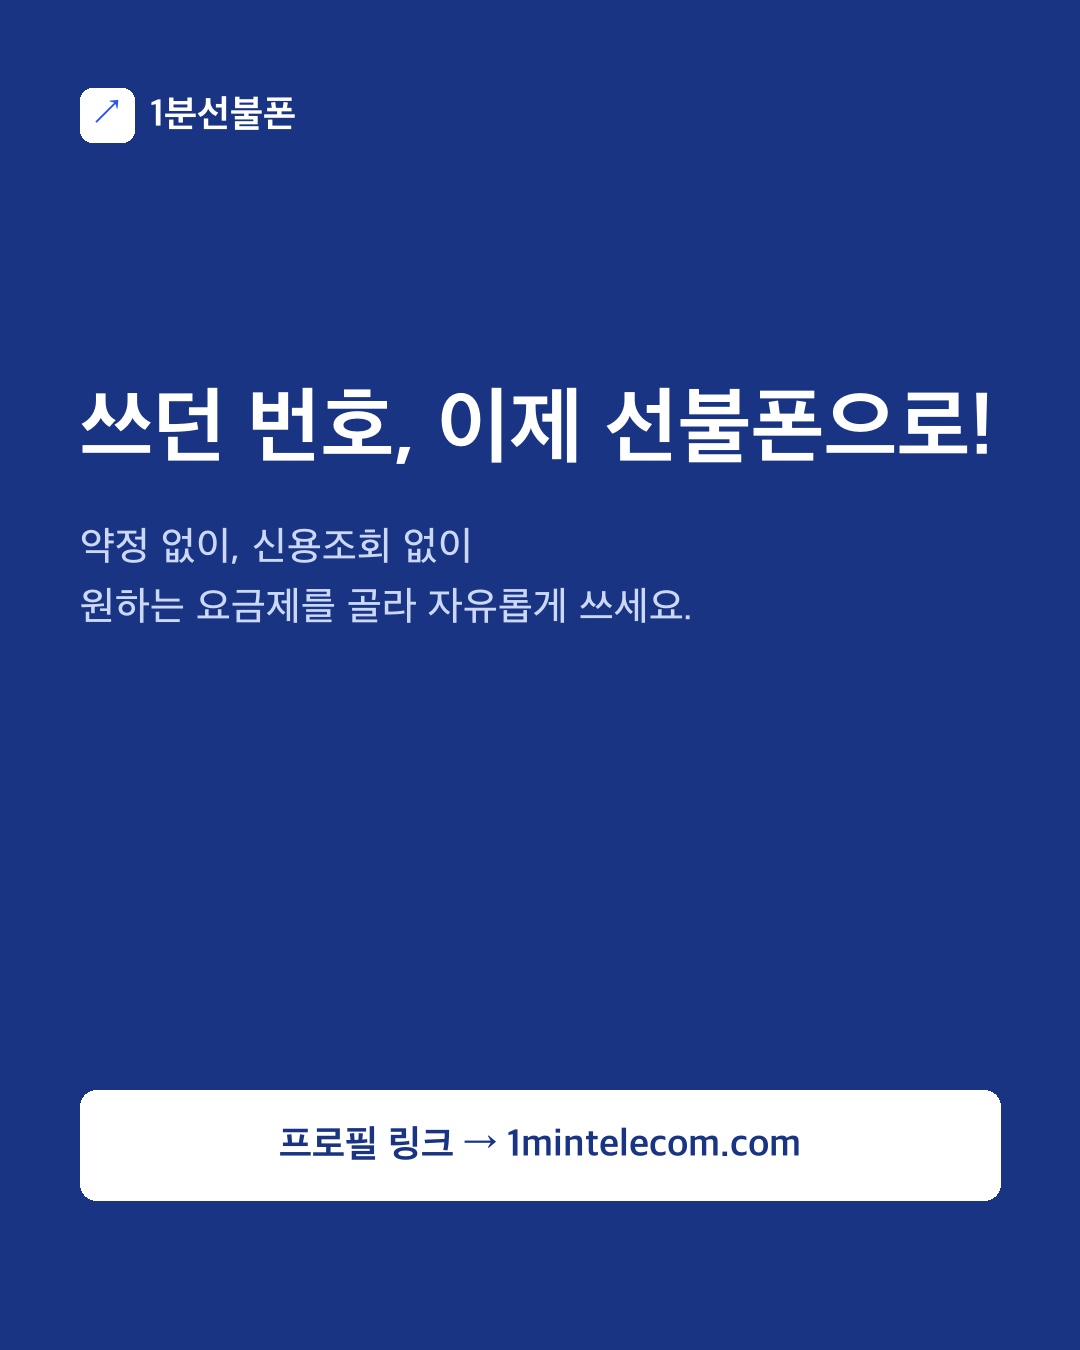 1분선불폰
쓰던 번호, 이제 선불폰으로!
약정 없이, 신용조회 없이
원하는 요금제를 골라 자유롭게 쓰세요.
프로필 링크 → 1mintelecom.com